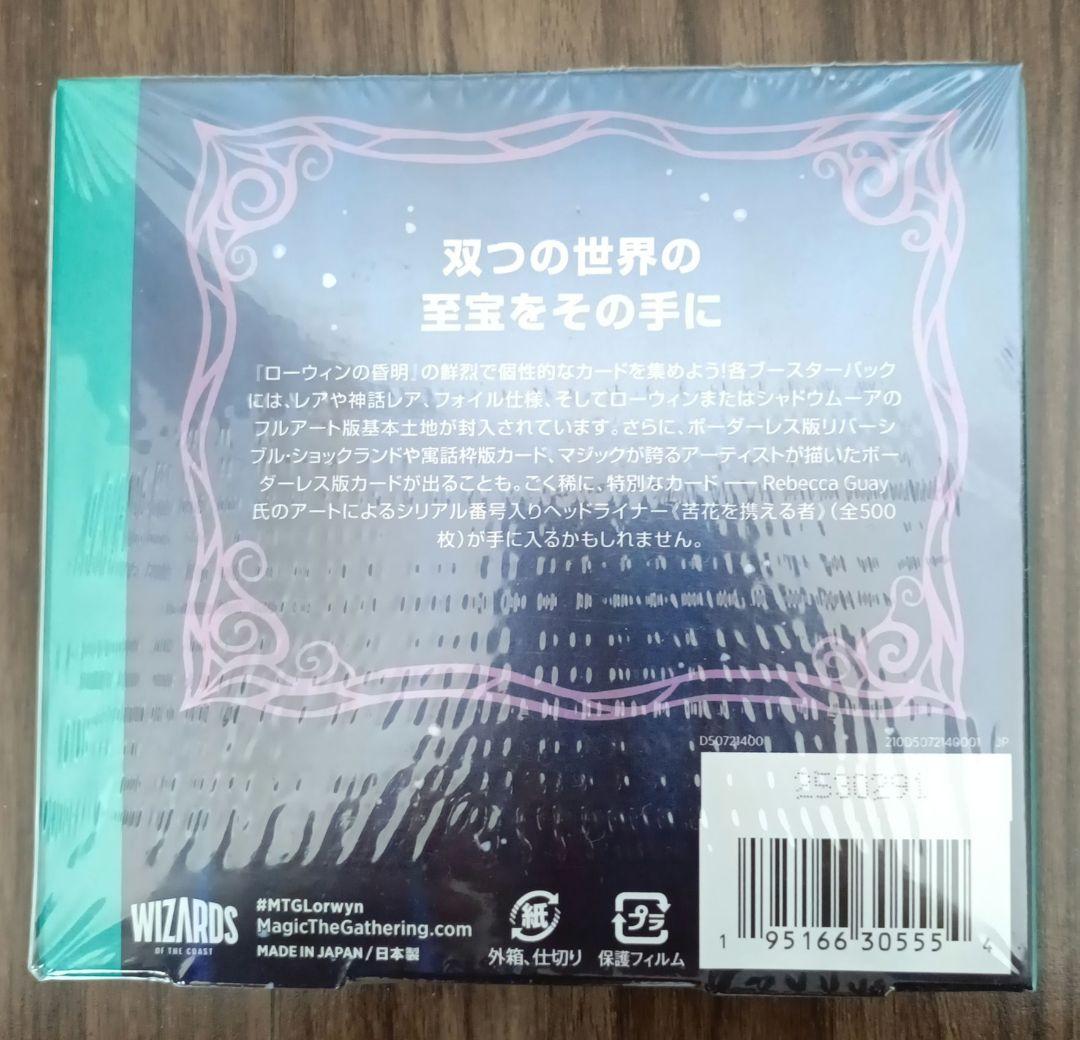 双つの世界の
至宝をその手に
『ローウィンの昏明』の鮮烈で個性的なカードを集めよう!各ブースターパック
には、レアや神話レア、フォイル仕様、そしてローウィンまたはシャドウムーアの
フルアート版基本土地が封入されています。さらに、ボーダーレス版リバーシ
ブル・ショックランドや寓話枠版カード、マジックが誇るアーティストが描いたボー
ダーレス版カードが出ることも。ごく稀に、特別なカード ── Rebecca Guay
氏のアートによるシリアル番号入りヘッドライナー《苦花を携える者》(全500
枚)が手に入るかもしれません。
210D5072140001 JP
2530291
1 95166 30555 4
WIZARDS
OF THE COAST
#MTGLorwyn
MagicTheGathering.com
MADE IN JAPAN / 日本製
紙
外箱、仕切り
プラ
保護フィルム